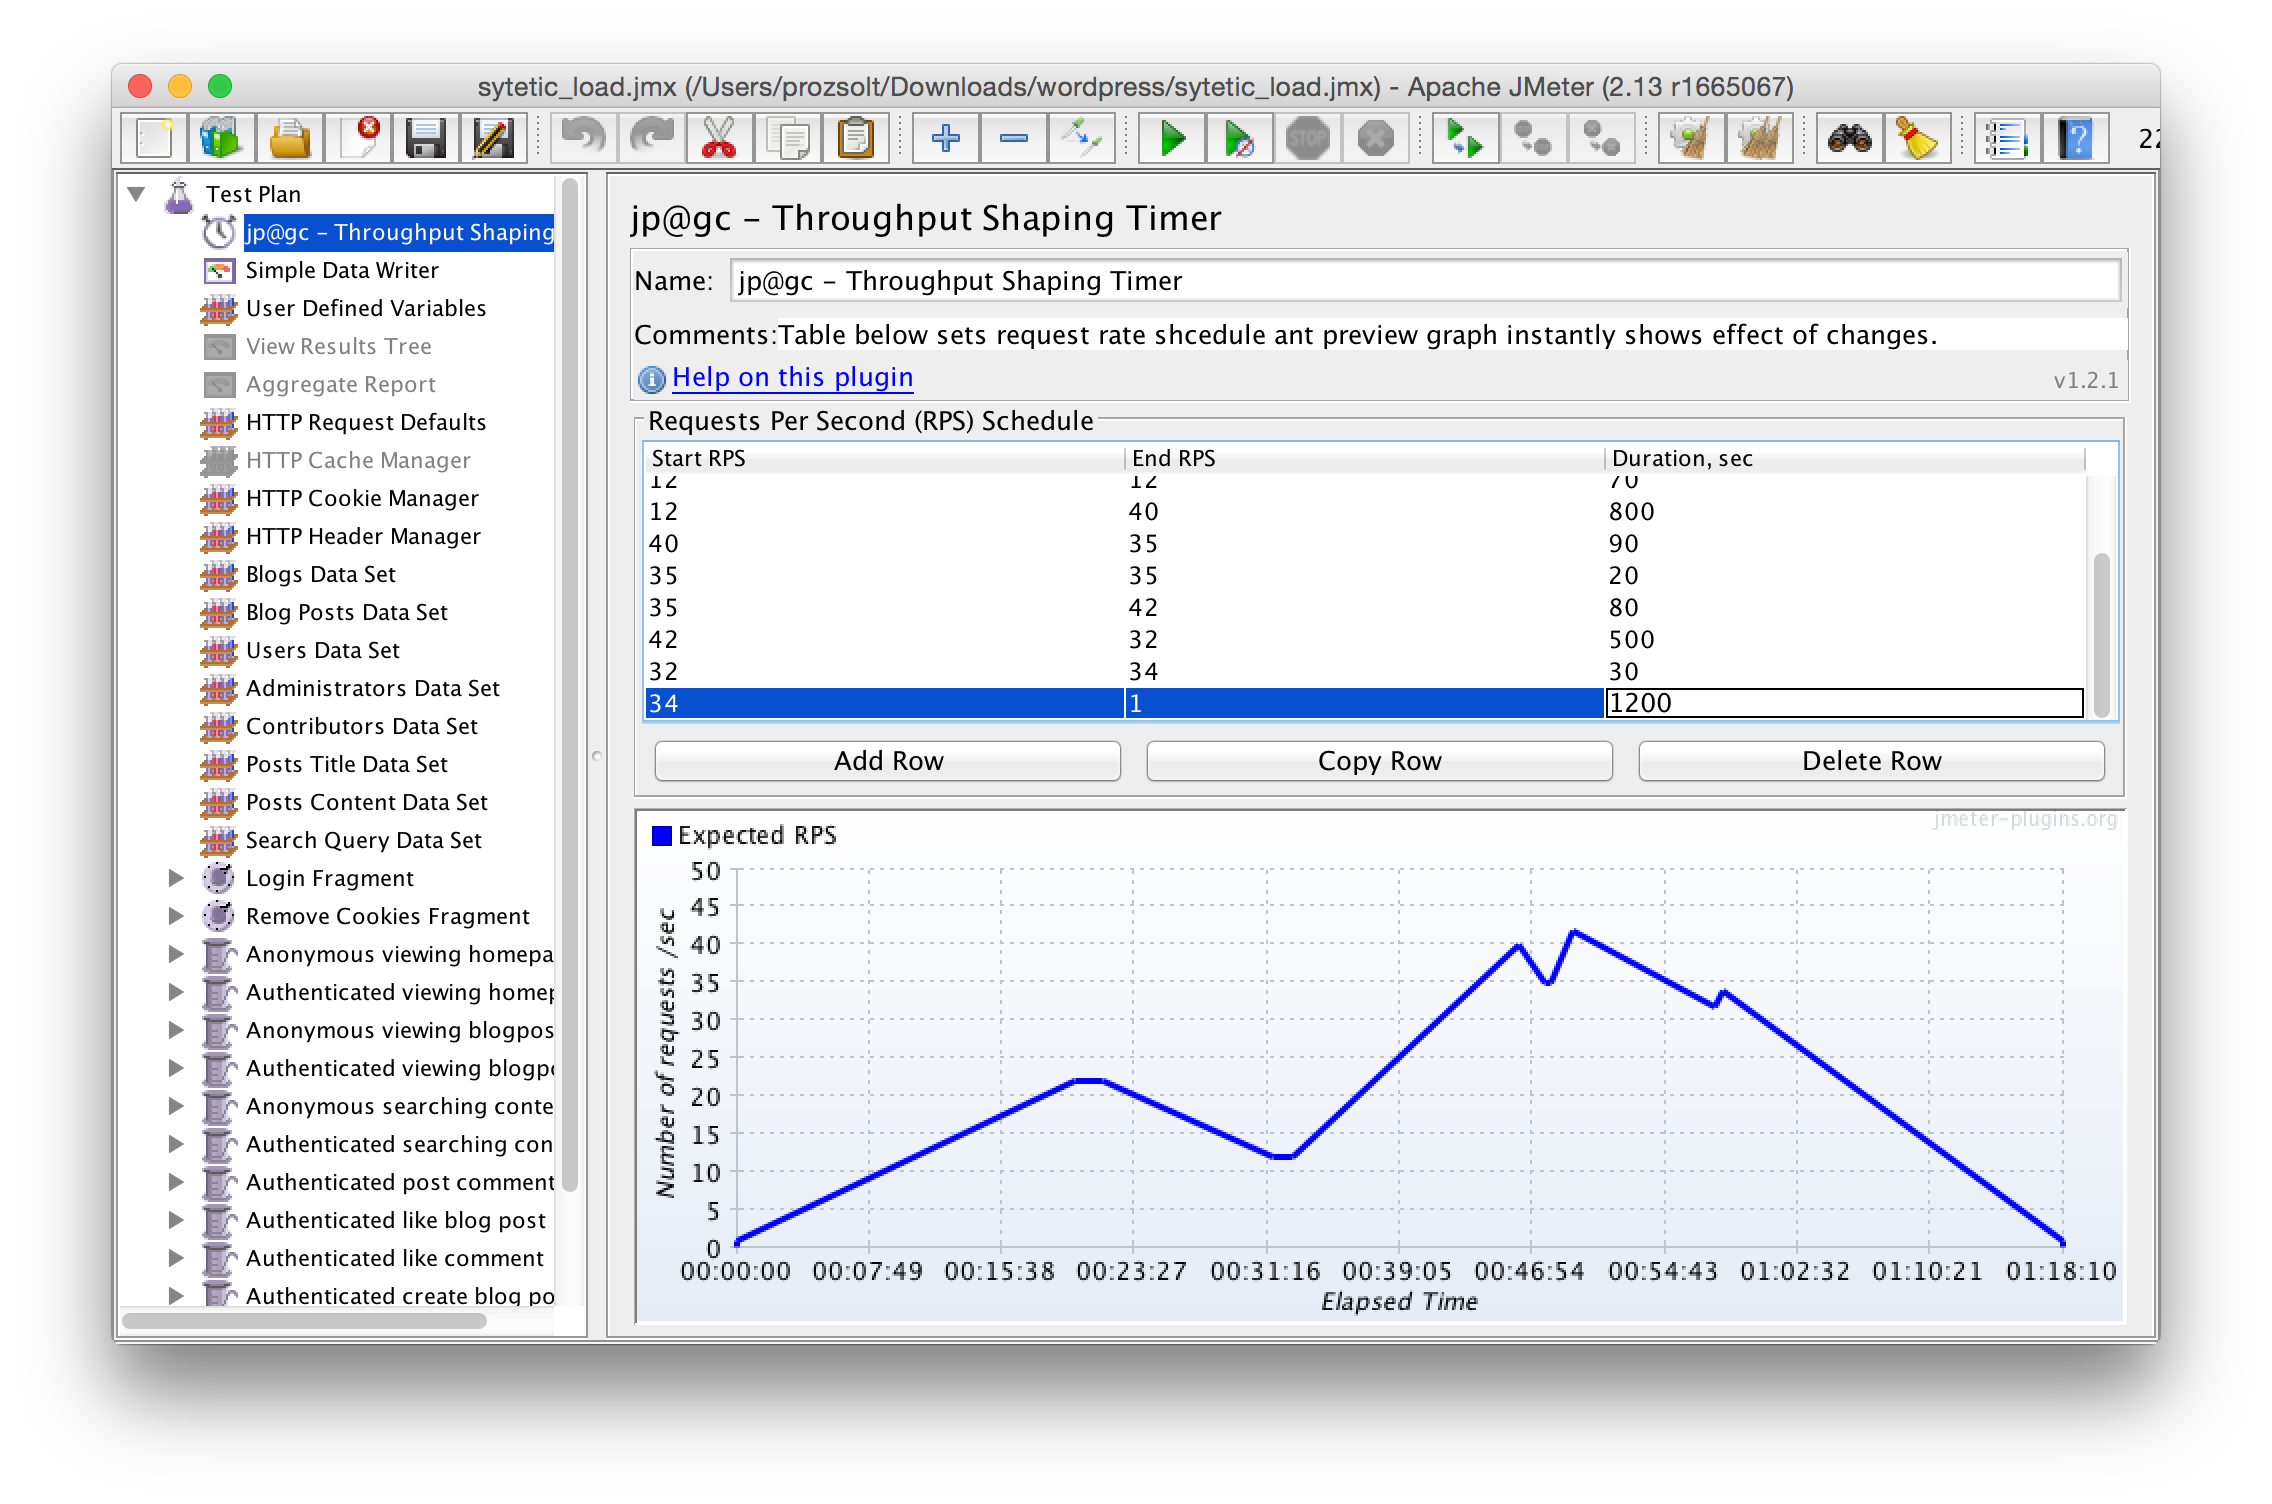 sytetic_load.jmx (/Users/prozsolt/Downloads/wordpress/sytetic_load.jmx) - Apache JMeter (2.13 r1665067)
STOP
22
Test Plan
jp@gc - Throughput Shaping
Simple Data Writer
User Defined Variables
View Results Tree
Aggregate Report
HTTP Request Defaults
HTTP Cache Manager
HTTP Cookie Manager
HTTP Header Manager
Blogs Data Set
Blog Posts Data Set
Users Data Set
Administrators Data Set
Contributors Data Set
Posts Title Data Set
Posts Content Data Set
Search Query Data Set
Login Fragment
Remove Cookies Fragment
Anonymous viewing homepa
Authenticated viewing homep
Anonymous viewing blogpos
Authenticated viewing blogpo
Anonymous searching conte
Authenticated searching con
Authenticated post comment
Authenticated like blog post
Authenticated like comment
Authenticated create blog po
jp@gc - Throughput Shaping Timer
Name: jp@gc - Throughput Shaping Timer
Comments: Table below sets request rate shcedule ant preview graph instantly shows effect of changes.
Help on this plugin
v1.2.1
Requests Per Second (RPS) Schedule
Start RPS End RPS Duration, sec
12 12 70
12 40 800
40 35 90
35 35 20
35 42 80
42 32 500
32 34 30
34 1 1200
Add Row Copy Row Delete Row
jmeter-plugins.org
Expected RPS
Number of requests /sec
50
45
40
35
30
25
20
15
10
5
0
00:00:00 00:07:49 00:15:38 00:23:27 00:31:16 00:39:05 00:46:54 00:54:43 01:02:32 01:10:21 01:18:10
Elapsed Time